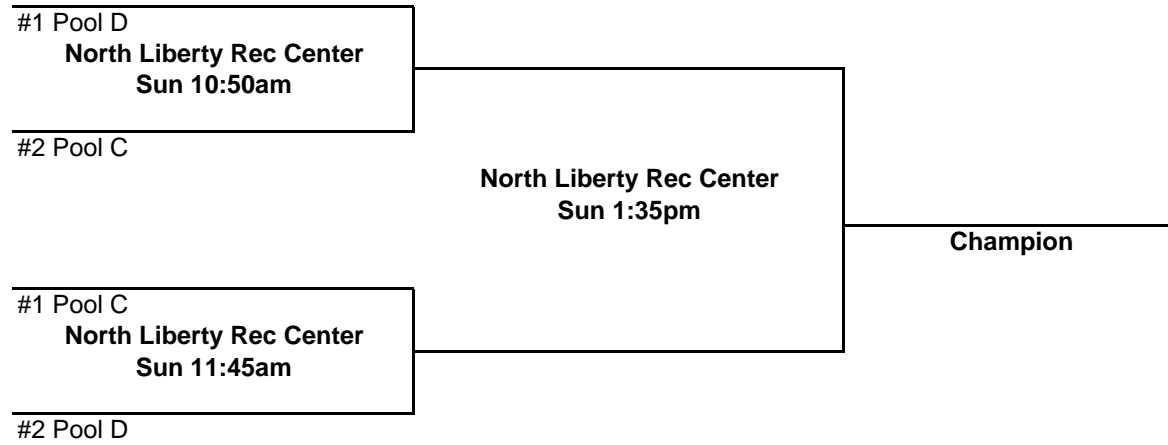 #1 Pool D
North Liberty Rec Center
Sun 10:50am
#2 Pool C
North Liberty Rec Center
Sun 1:35pm
Champion
#1 Pool C
North Liberty Rec Center
Sun 11:45am
#2 Pool D